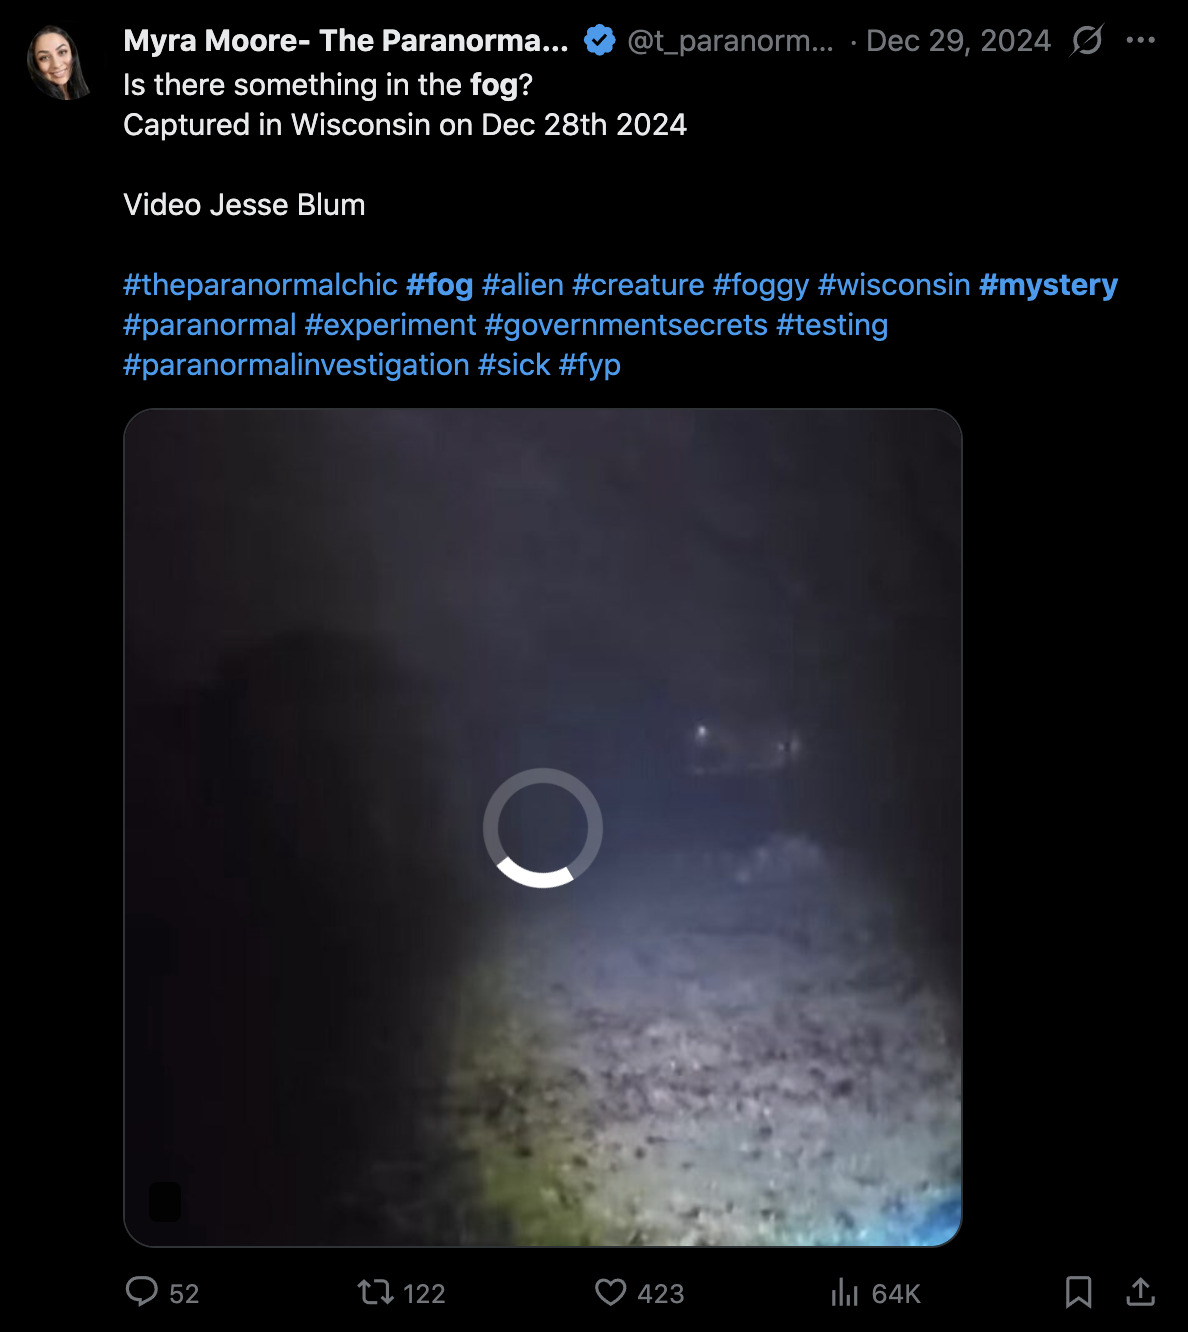 Myra Moore- The Paranorma... @t_paranorm... · Dec 29, 2024
Is there something in the fog?
Captured in Wisconsin on Dec 28th 2024
Video Jesse Blum
#theparanormalchic #fog #alien #creature #foggy #wisconsin #mystery
#paranormal #experiment #governmentsecrets #testing
#paranormalinvestigation #sick #fyp
52 122 423 64K